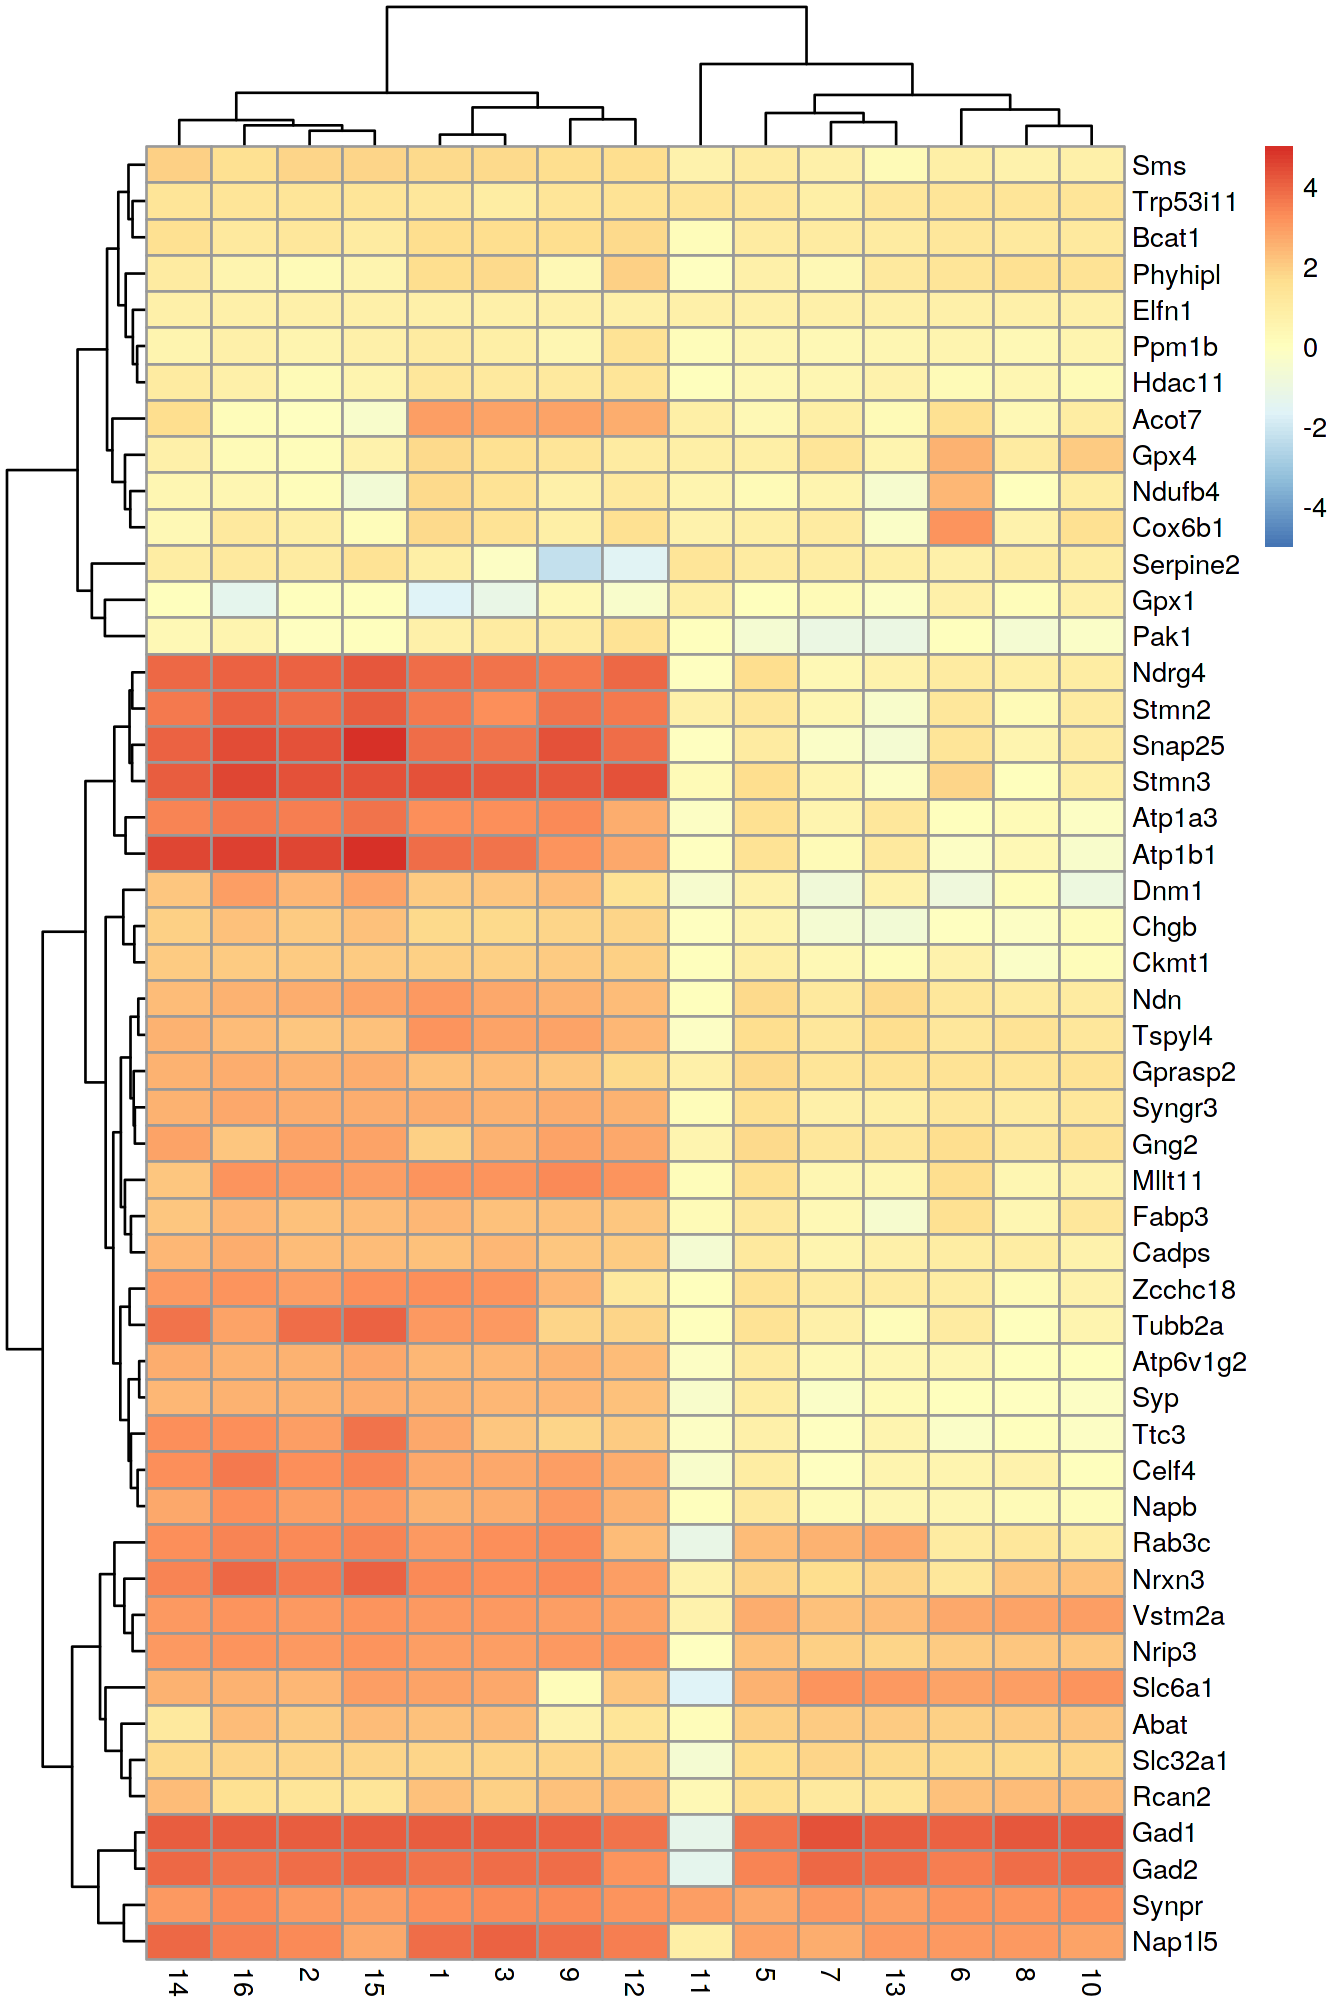 Sms
Trp53i11
Bcat1
Phyhipl
Elfn1
Ppm1b
Hdac11
Acot7
Gpx4
Ndufb4
Cox6b1
Serpine2
Gpx1
Pak1
Ndrg4
Stmn2
Snap25
Stmn3
Atp1a3
Atp1b1
Dnm1
Chgb
Ckmt1
Ndn
Tspyl4
Gprasp2
Syngr3
Gng2
Mllt11
Fabp3
Cadps
Zcchc18
Tubb2a
Atp6v1g2
Syp
Ttc3
Celf4
Napb
Rab3c
Nrxn3
Vstm2a
Nrip3
Slc6a1
Abat
Slc32a1
Rcan2
Gad1
Gad2
Synpr
Nap1l5
14 16 2 15 1 3 9 12 11 5 7 13 6 8 10
4
2
0
-2
-4